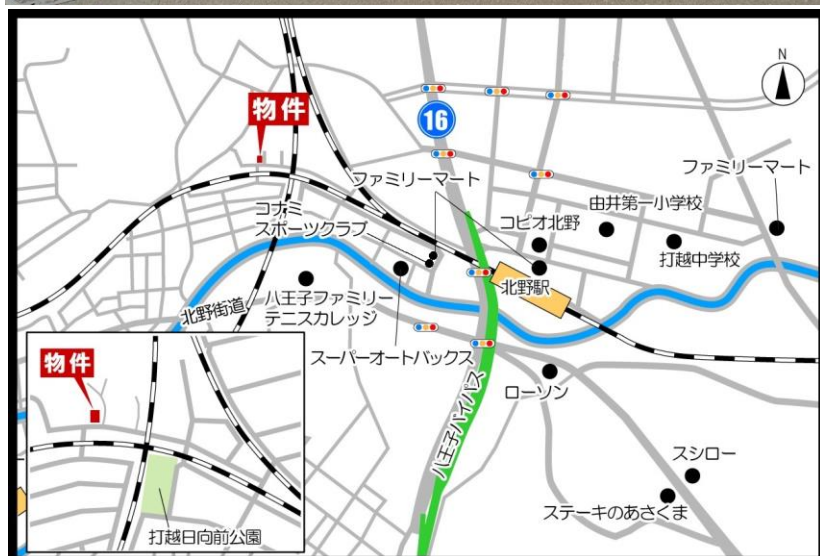 N
16
物件
ファミリーマート
ファミリーマート
コナミ
スポーツクラブ
コピオ北野
由井第一小学校
打越中学校
北野駅
八王子ファミリー
テニスカレッジ
北野街道
スーパーオートバックス
ローソン
八王子バイパス
スシロー
ステーキのあさくま
物件
打越日向前公園